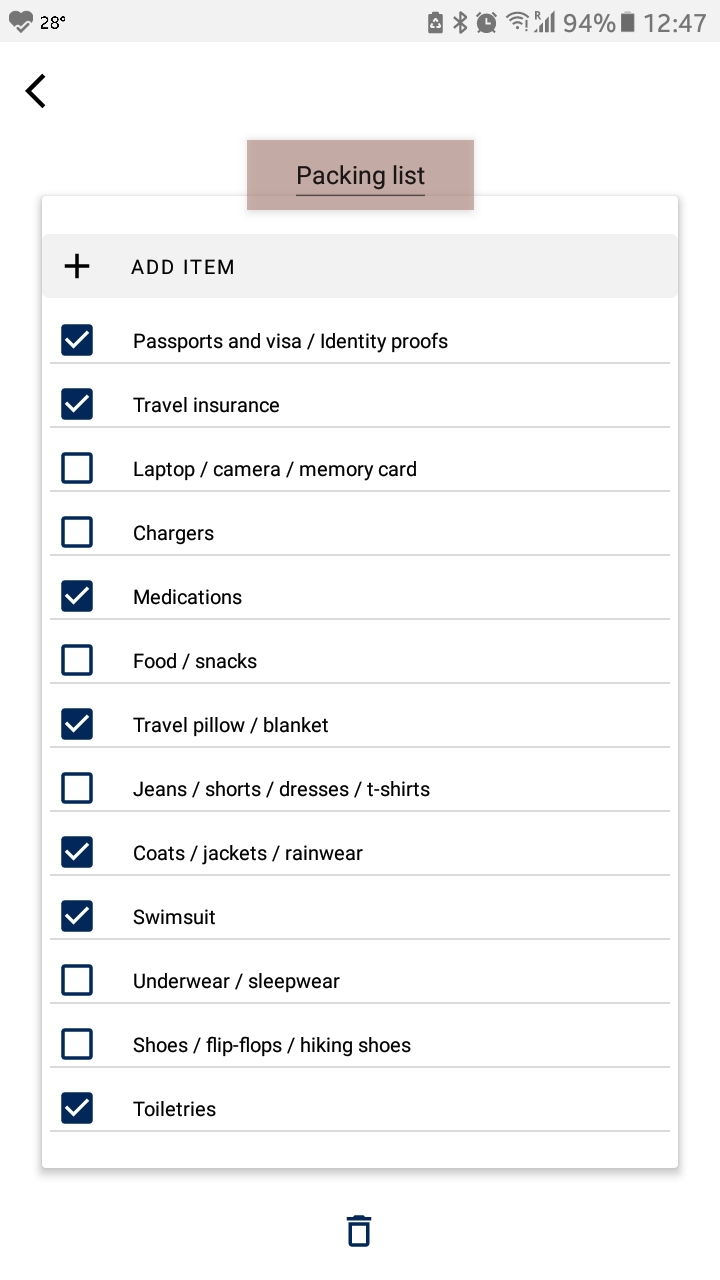 28°
94% 12:47
Packing list
ADD ITEM
Passports and visa / Identity proofs
Travel insurance
Laptop / camera / memory card
Chargers
Medications
Food / snacks
Travel pillow / blanket
Jeans / shorts / dresses / t-shirts
Coats / jackets / rainwear
Swimsuit
Underwear / sleepwear
Shoes / flip-flops / hiking shoes
Toiletries